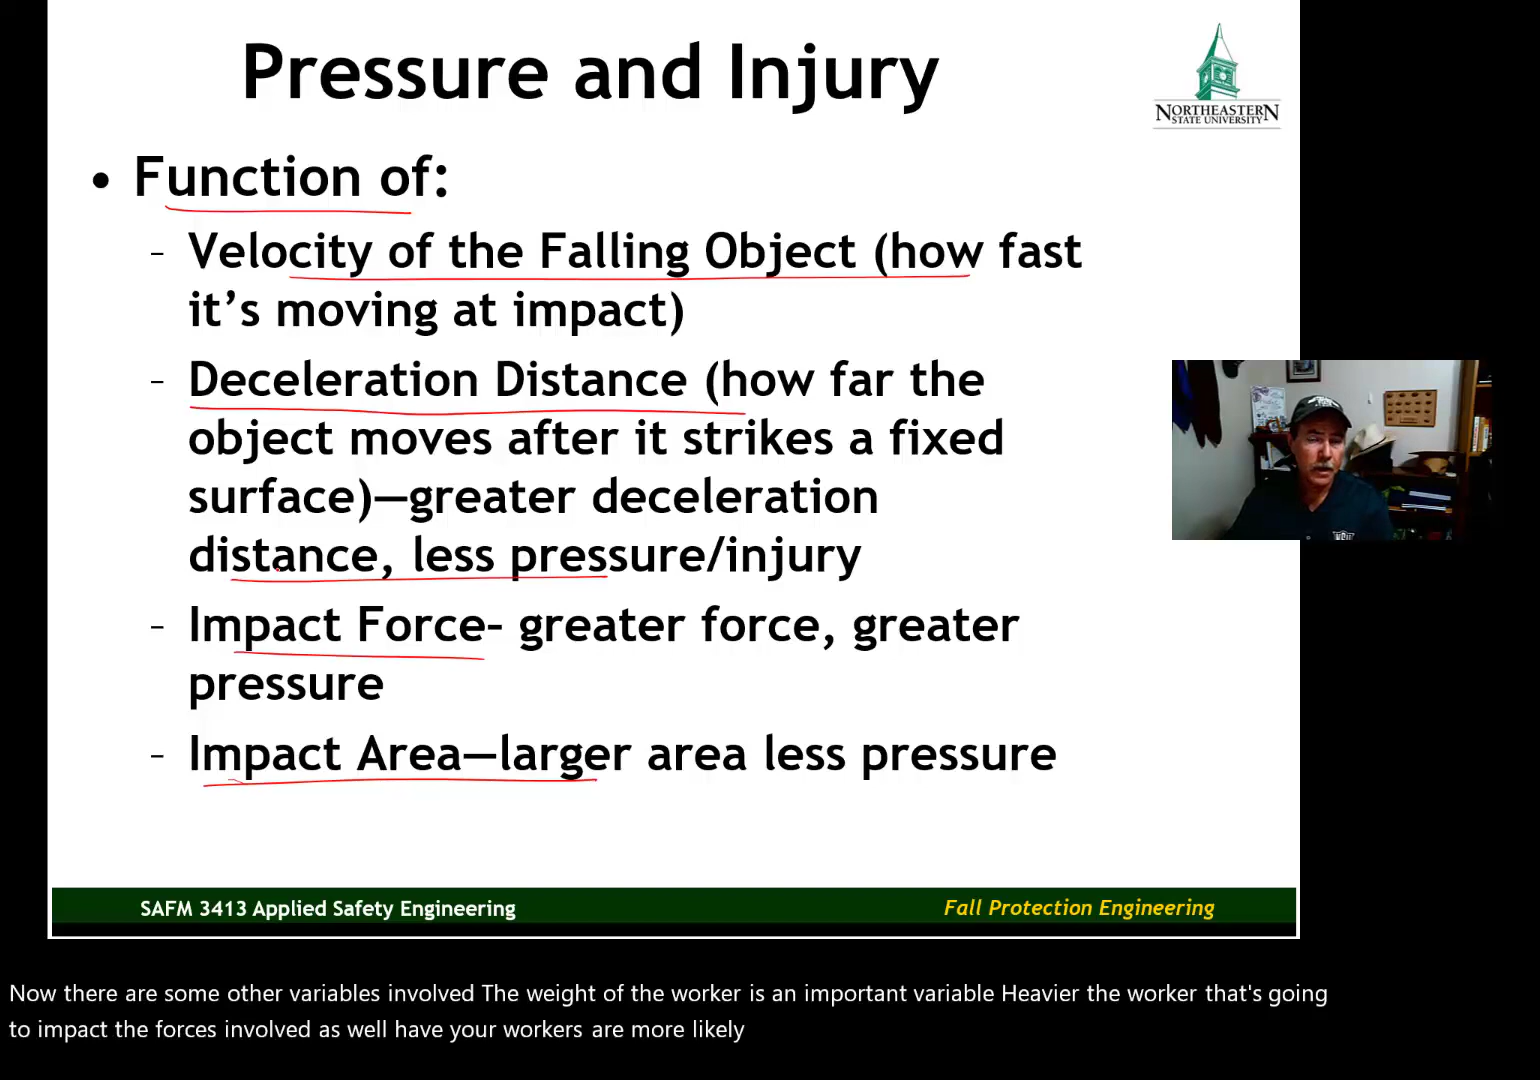 Pressure and Injury
NORTHEASTERN
STATE UNIVERSITY
• Function of:
– Velocity of the Falling Object (how fast
it’s moving at impact)
– Deceleration Distance (how far the
object moves after it strikes a fixed
surface)—greater deceleration
distance, less pressure/injury
– Impact Force– greater force, greater
pressure
– Impact Area—larger area less pressure
SAFM 3413 Applied Safety Engineering
Fall Protection Engineering
Now there are some other variables involved The weight of the worker is an important variable Heavier the worker that's going
to impact the forces involved as well have your workers are more likely